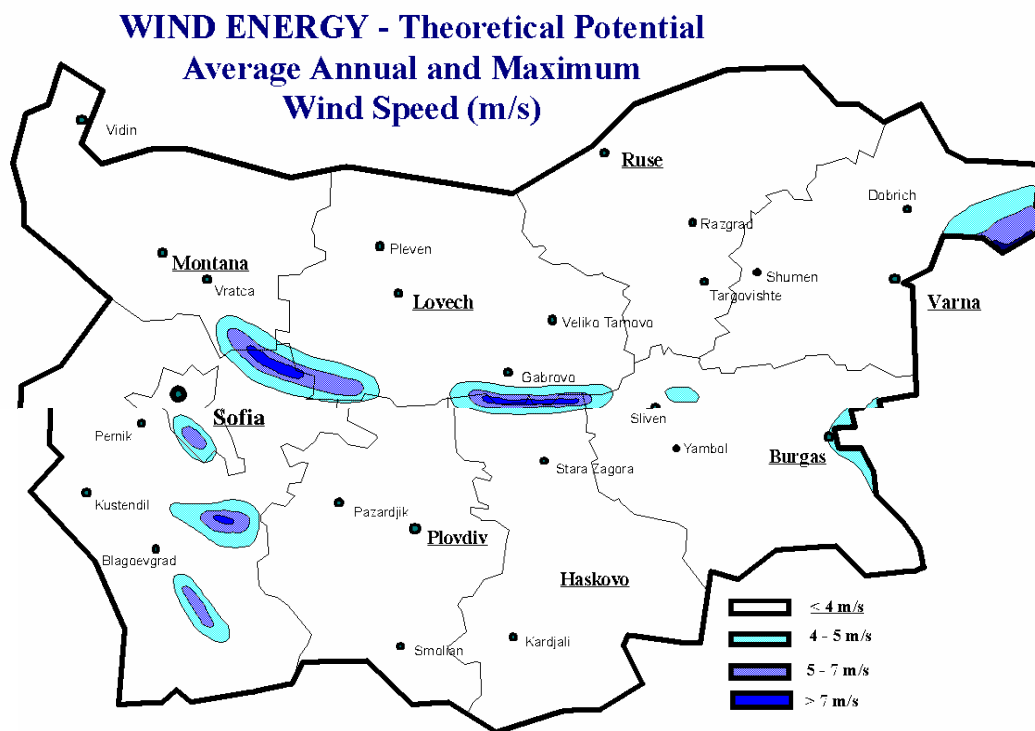 WIND ENERGY - Theoretical Potential
Average Annual and Maximum
Wind Speed (m/s)
Vidin
Ruse
Dobrich
Razgrad
Pleven
Montana
Shumen
Vratca
Targovishte
Lovech
Varna
Veliko Tarnovo
Gabrovo
Sofia
Sliven
Pernik
Yambol
Burgas
Stara Zagora
Kustendil
Pazardjik
Plovdiv
Blagoevgrad
Haskovo
< 4 m/s
4 - 5 m/s
Kardjali
Smolian
5 - 7 m/s
> 7 m/s